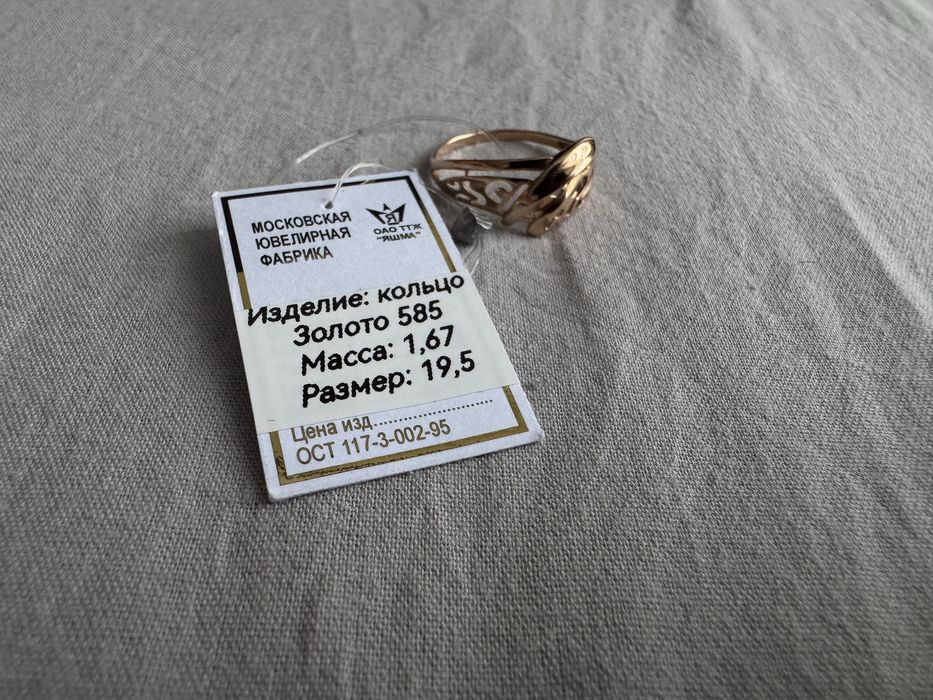 МОСКОВСКАЯ
ЮВЕЛИРНАЯ
ФАБРИКА
Я
ОАО ТТЖ
"ЯШМА"
Изделие: кольцо
Золото 585
Масса: 1,67
Размер: 19,5
Цена изд........................
ОСТ 117-3-002-95